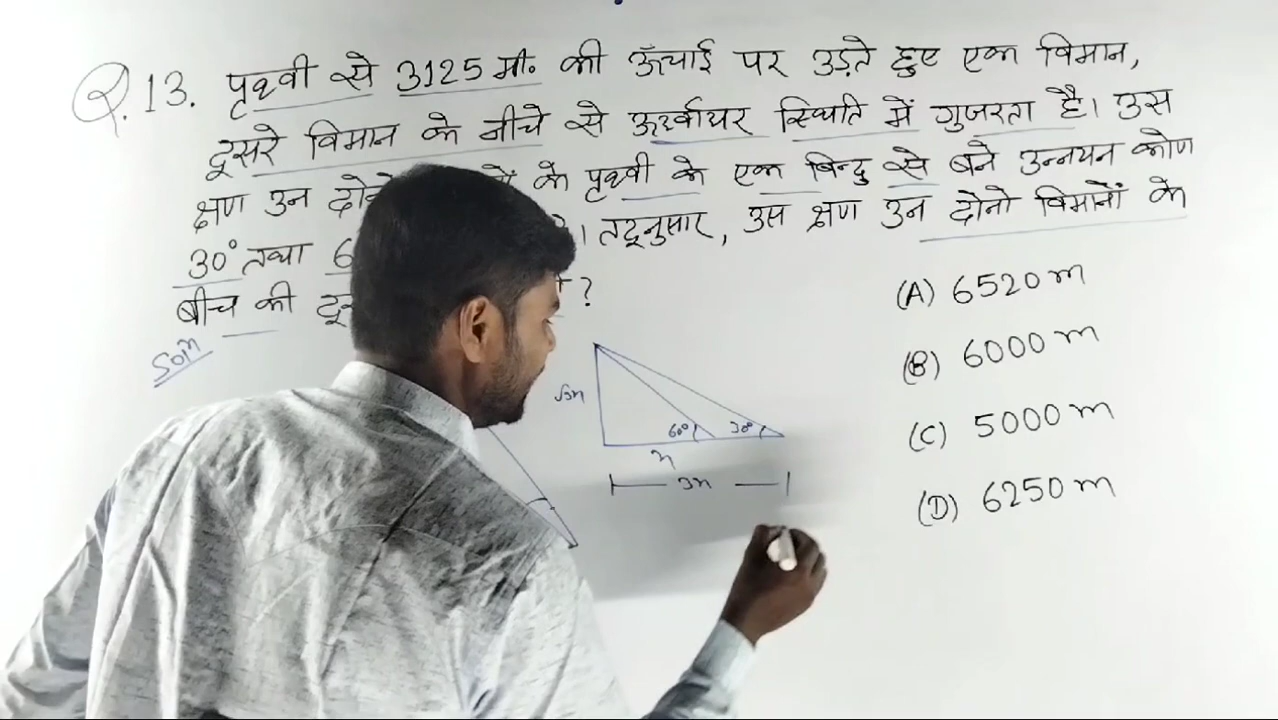 Q.13. पृथ्वी से 3125 मी. की ऊँचाई पर उड़ते हुए एक विमान,
दूसरे विमान के नीचे से ऊर्ध्वाधर स्थिति में गुजरता है। उस
क्षण उन के पृथ्वी के एक बिन्दु से बने उन्नयन कोण
30° तथा 6 । तद्नुसार, उस क्षण उन दोनो विमानों के
बीच की ?
Soln
(A) 6520 m
(B) 6000 m
(C) 5000 m
(D) 6250 m
√3x
60° 30°
x
3x